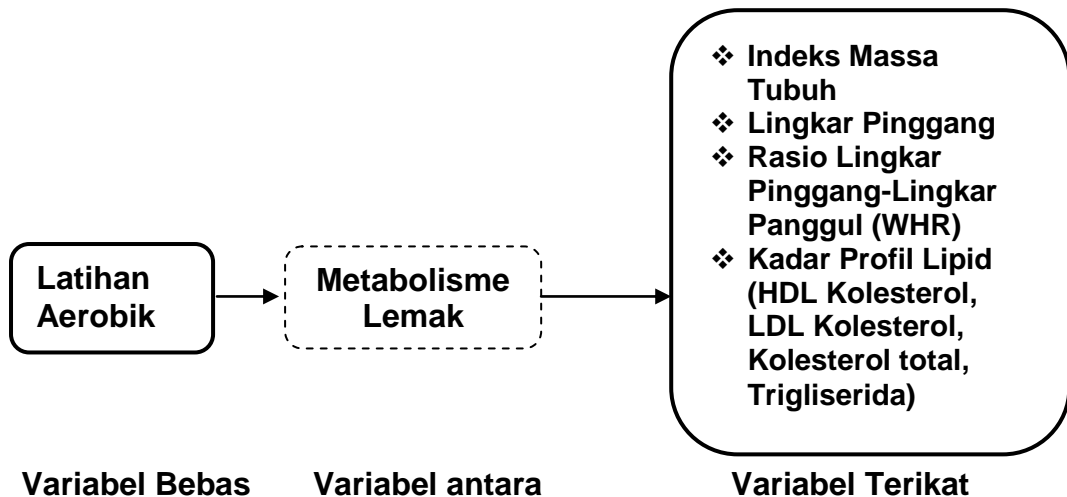 Latihan
Aerobik
Metabolisme
Lemak
❖ Indeks Massa
Tubuh
❖ Lingkar Pinggang
❖ Rasio Lingkar
Pinggang-Lingkar
Panggul (WHR)
❖ Kadar Profil Lipid
(HDL Kolesterol,
LDL Kolesterol,
Kolesterol total,
Trigliserida)
Variabel Bebas
Variabel antara
Variabel Terikat